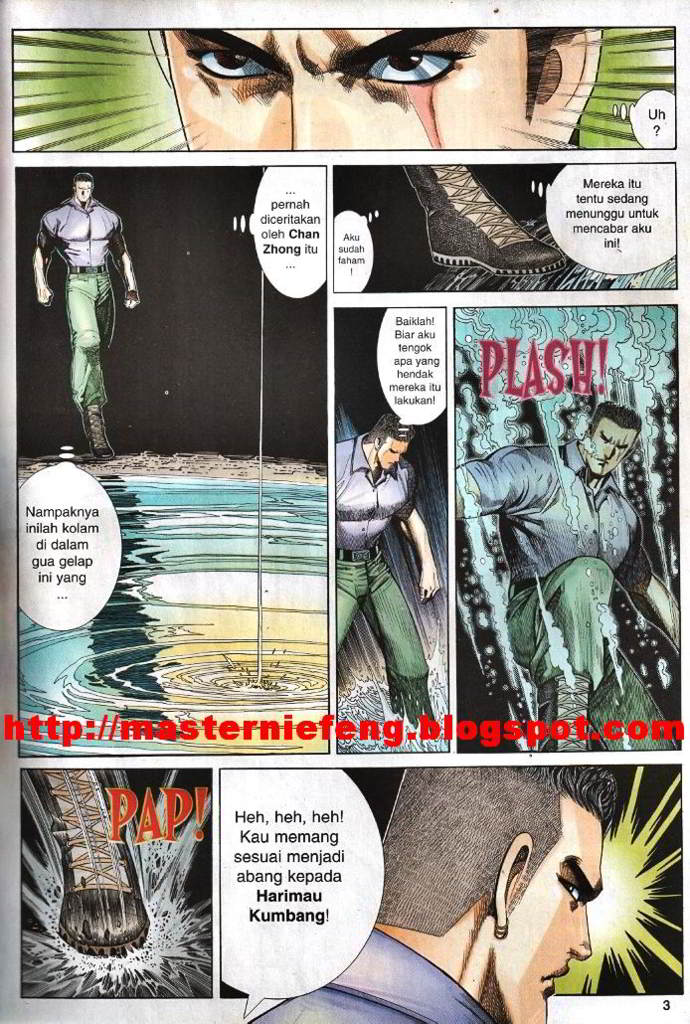 Uh
?
Nampaknya
inilah kolam
di dalam
gua gelap
ini yang
...
...
pernah
diceritakan
oleh Chan
Zhong itu
...
Aku
sudah
faham
!
Mereka itu
tentu sedang
menunggu untuk
mencabar aku
ini!
Baiklah!
Biar aku
tengok
apa yang
hendak
mereka itu
lakukan!
PLASH!
http://masterniefeng.blogspot.com
PAP!
Heh, heh, heh!
Kau memang
sesuai menjadi
abang kepada
Harimau
Kumbang!
3